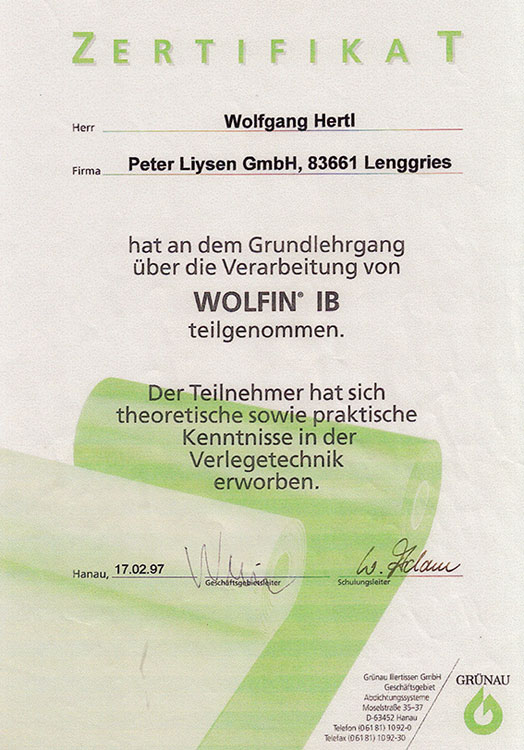 ZERTIFIKAT
Herr Wolfgang Hertl
Firma Peter Liysen GmbH, 83661 Lenggries
hat an dem Grundlehrgang
über die Verarbeitung von
WOLFIN® IB
teilgenommen.
Der Teilnehmer hat sich
theoretische sowie praktische
Kenntnisse in der
Verlegetechnik
erworben.
Hanau, 17.02.97
Geschäftsgebietsleiter
W. Adam
Schulungsleiter
Grünau Illertissen GmbH
Geschäftsgebiet
Abdichtungssysteme
Moselstraße 35-37
D-63452 Hanau
Telefon (06181) 1092-0
Telefax (06181) 1092-30
GRÜNAU